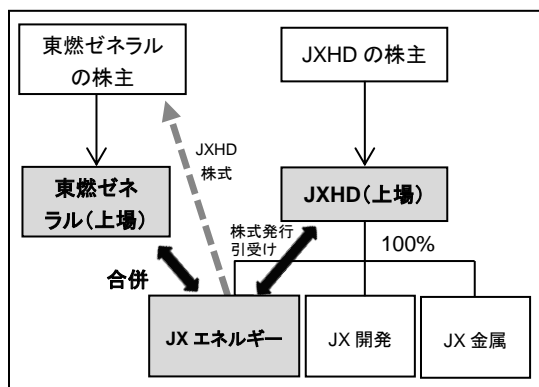 東燃ゼネラル
の株主
JXHD の株主
JXHD
株式
東燃ゼネ
ラル(上場)
JXHD(上場)
株式発行
引受け
100%
合併
JX エネルギー
JX 開発
JX 金属